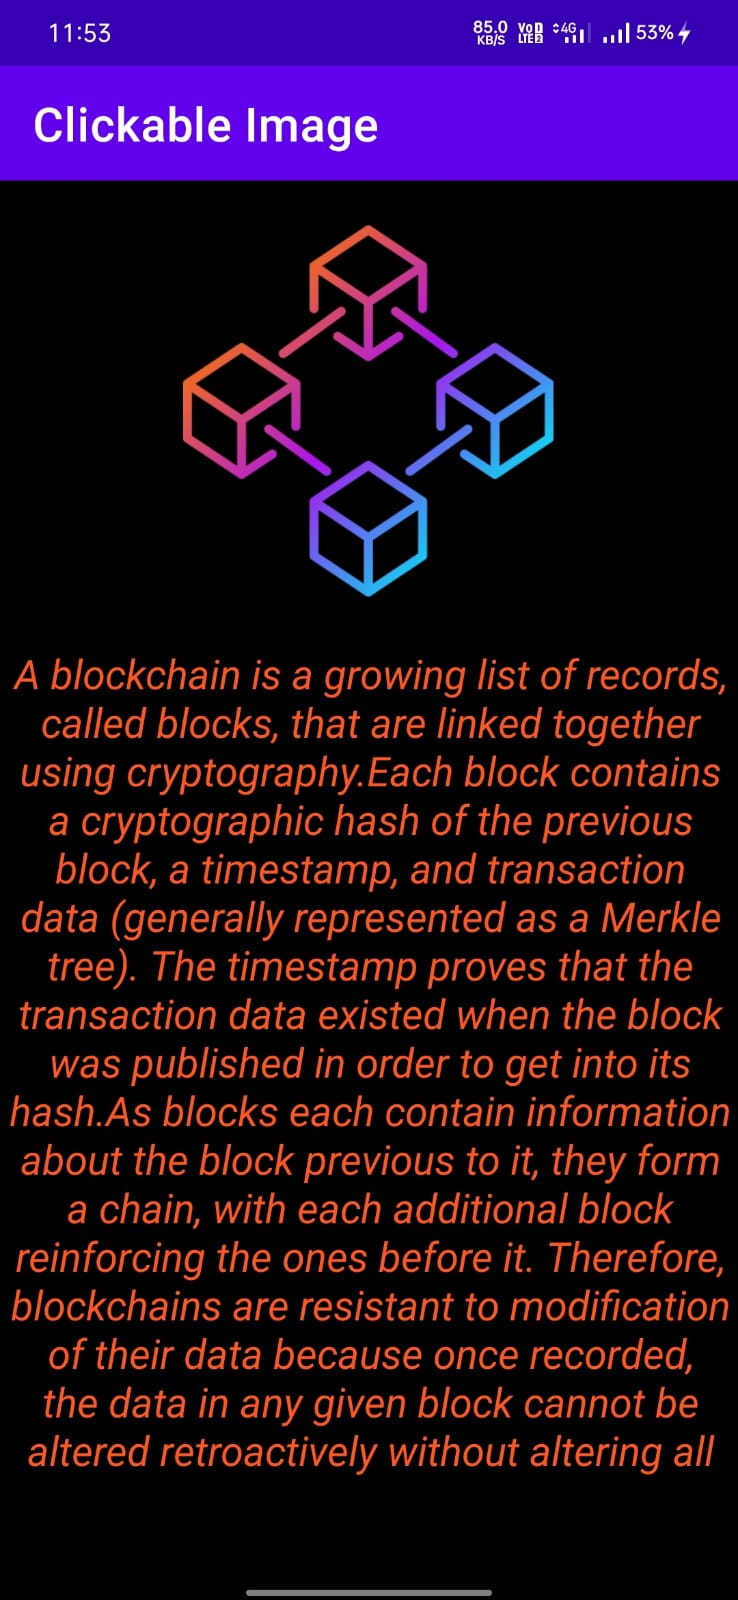 11:53
85.0 KB/S VoD LTE2 4G 53%
Clickable Image
A blockchain is a growing list of records,
called blocks, that are linked together
using cryptography.Each block contains
a cryptographic hash of the previous
block, a timestamp, and transaction
data (generally represented as a Merkle
tree). The timestamp proves that the
transaction data existed when the block
was published in order to get into its
hash.As blocks each contain information
about the block previous to it, they form
a chain, with each additional block
reinforcing the ones before it. Therefore,
blockchains are resistant to modification
of their data because once recorded,
the data in any given block cannot be
altered retroactively without altering all